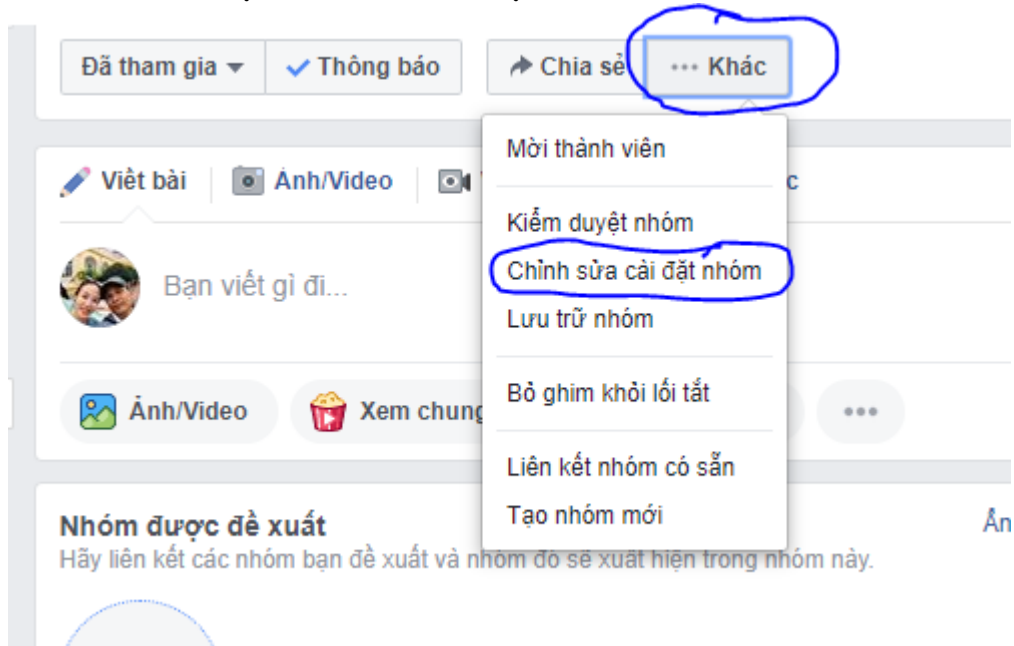 Đã tham gia Thông báo Chia sẻ ••• Khác
Mời thành viên
Viết bài Ảnh/Video
Kiểm duyệt nhóm
Chỉnh sửa cài đặt nhóm
Bạn viết gì đi...
Lưu trữ nhóm
Bỏ ghim khỏi lối tắt
Ảnh/Video Xem chung •••
Liên kết nhóm có sẵn
Tạo nhóm mới
Nhóm được đề xuất
Hãy liên kết các nhóm bạn đề xuất và nhóm đó sẽ xuất hiện trong nhóm này.